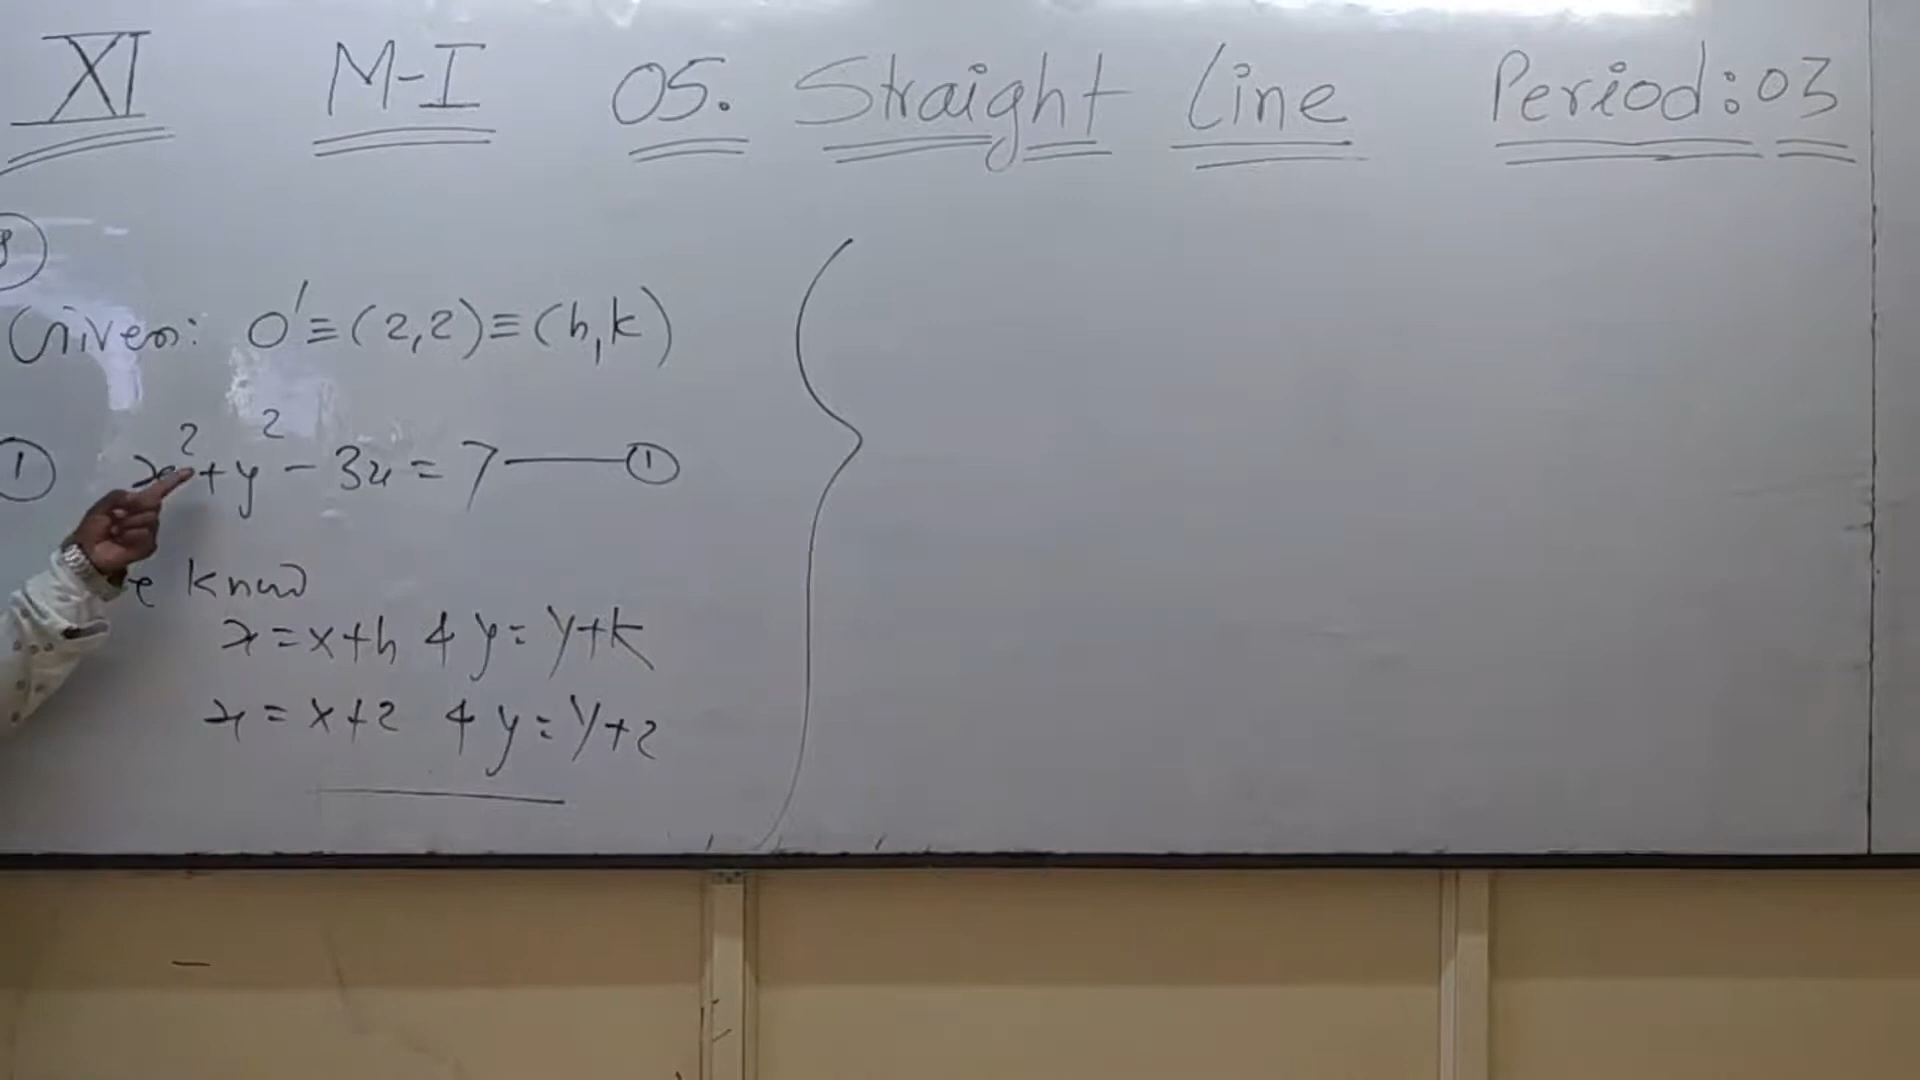 XI M-I 05. Straight Line Period: 03
Given: O' ≡ (2,2) ≡ (h,k)
① x² + y² - 3x = 7 —— ①
know
x = X+h & y = Y+k
x = X+2 & y = Y+2